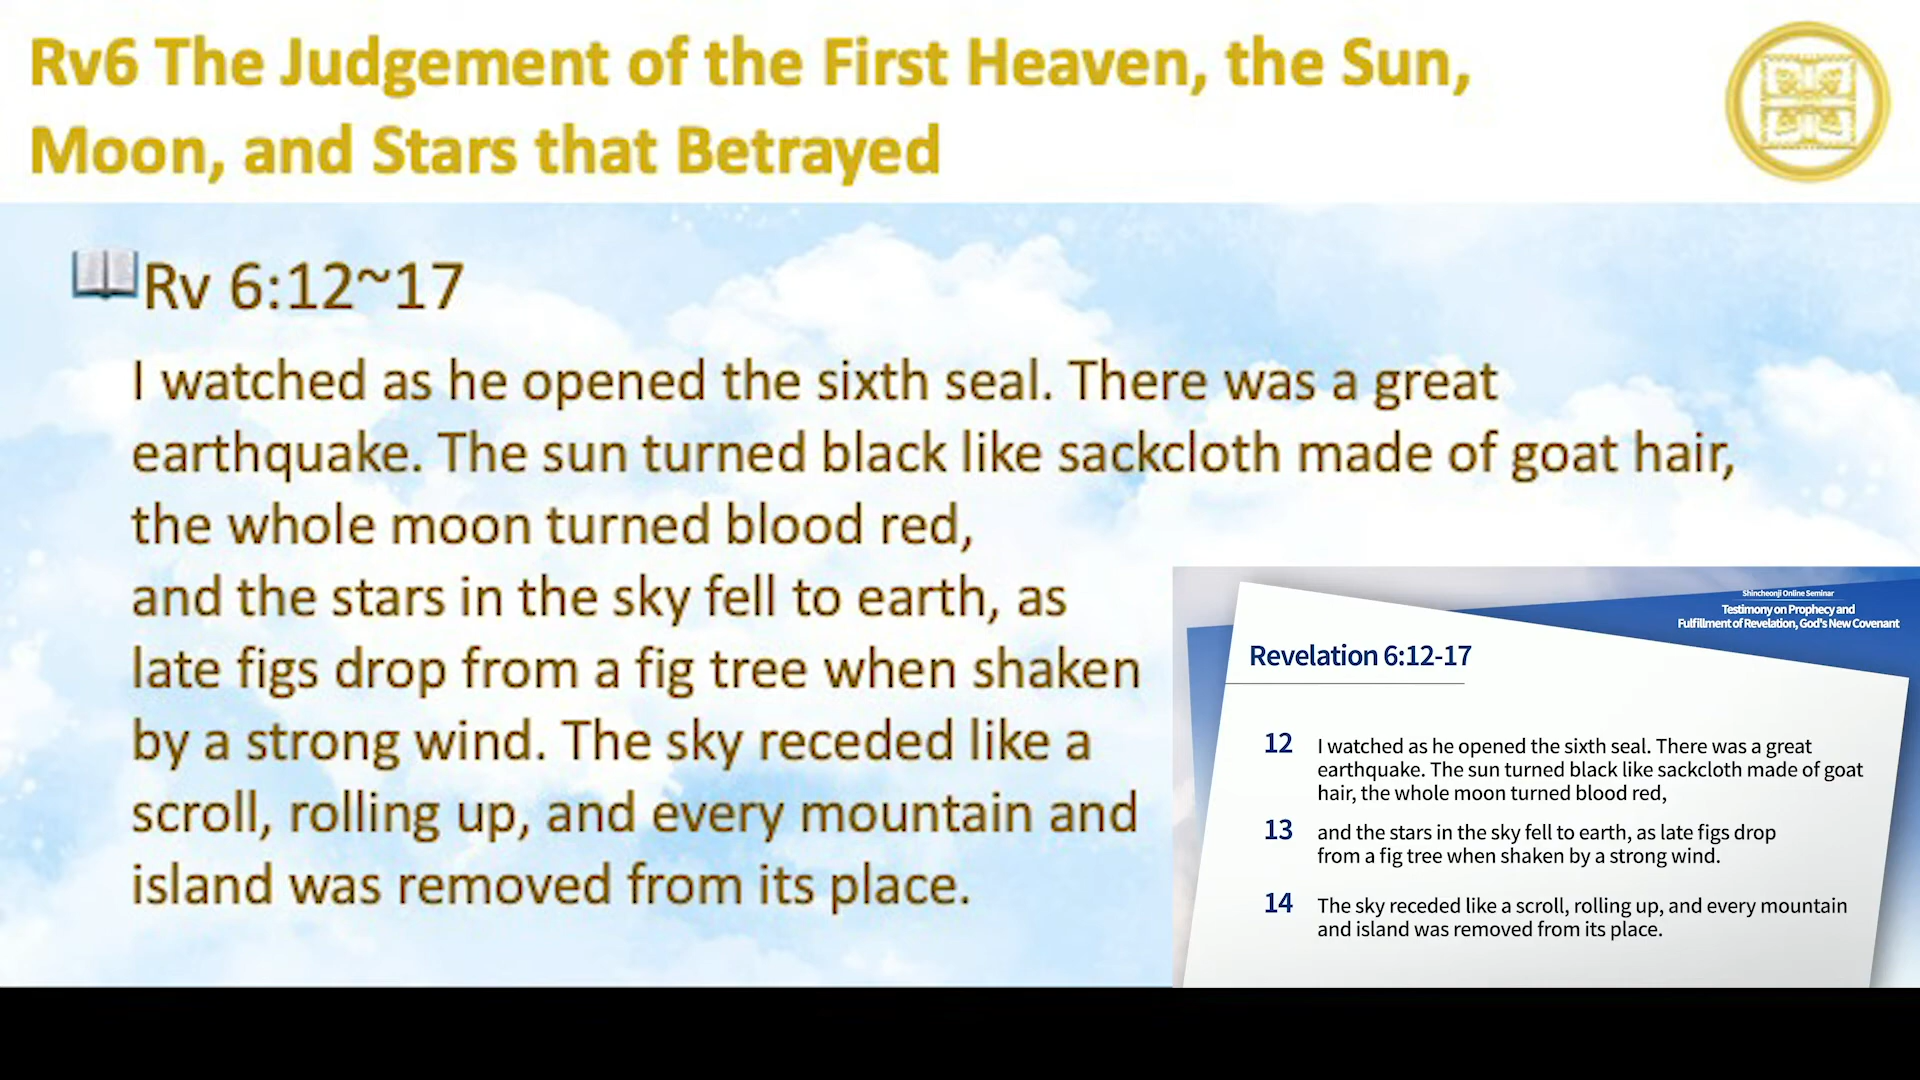 Rv6 The Judgement of the First Heaven, the Sun,
Moon, and Stars that Betrayed
Rv 6:12~17
I watched as he opened the sixth seal. There was a great
earthquake. The sun turned black like sackcloth made of goat hair,
the whole moon turned blood red,
and the stars in the sky fell to earth, as
late figs drop from a fig tree when shaken
by a strong wind. The sky receded like a
scroll, rolling up, and every mountain and
island was removed from its place.
Shincheonji Online Seminar
Testimony on Prophecy and
Fulfillment of Revelation, God's New Covenant
Revelation 6:12-17
12 I watched as he opened the sixth seal. There was a great
earthquake. The sun turned black like sackcloth made of goat
hair, the whole moon turned blood red,
13 and the stars in the sky fell to earth, as late figs drop
from a fig tree when shaken by a strong wind.
14 The sky receded like a scroll, rolling up, and every mountain
and island was removed from its place.